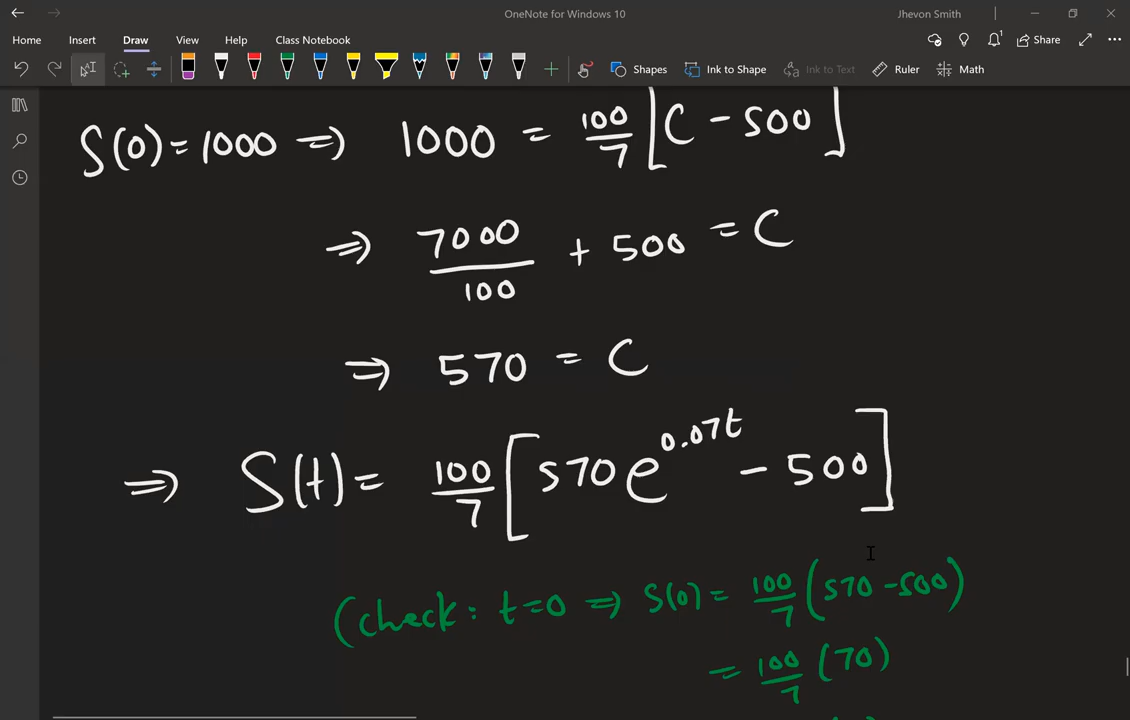 OneNote for Windows 10
Jhevon Smith
Home Insert Draw View Help Class Notebook Share
Shapes Ink to Shape Ink to Text Ruler Math
S(0)=1000 ⇒ 1000 = 100/7 [C - 500]
⇒ 7000/100 + 500 = C
⇒ 570 = C
⇒ S(t) = 100/7 [570e^0.07t - 500]
(check: t=0 ⇒ S(0) = 100/7 (570-500)
= 100/7 (70)